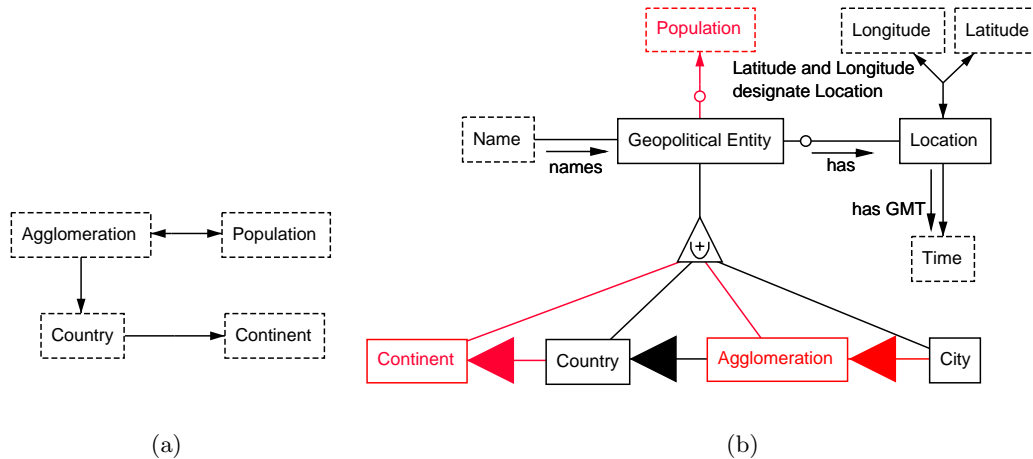 Agglomeration
Population
Country
Continent
(a)
Population
Longitude
Latitude
Latitude and Longitude
designate Location
Name
names
Geopolitical Entity
has
Location
has GMT
Time
+
Continent
Country
Agglomeration
City
(b)